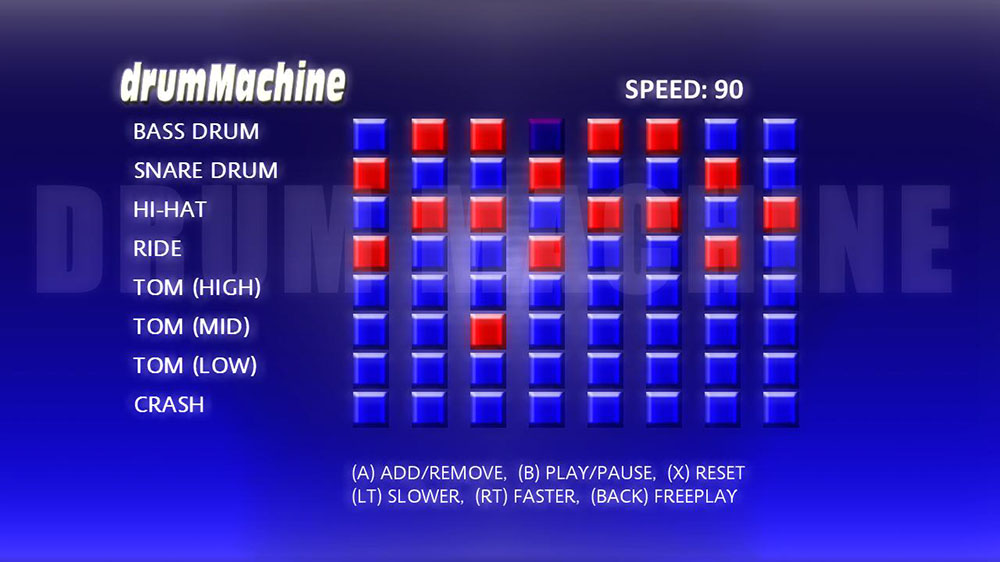 drumMachine
SPEED: 90
BASS DRUM
SNARE DRUM
DRUM MACHINE
HI-HAT
RIDE
TOM (HIGH)
TOM (MID)
TOM (LOW)
CRASH
(A) ADD/REMOVE, (B) PLAY/PAUSE, (X) RESET
(LT) SLOWER, (RT) FASTER, (BACK) FREEPLAY